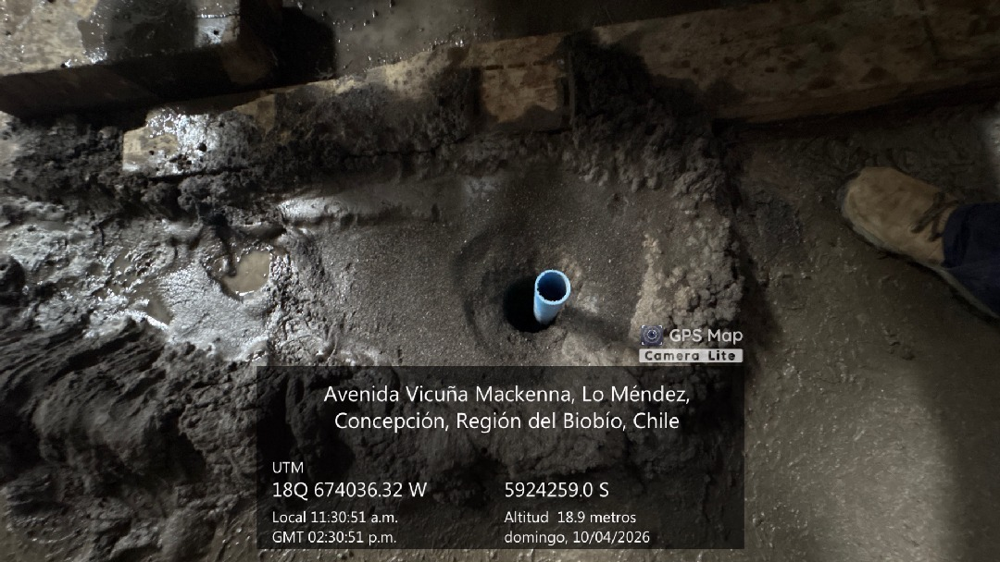 GPS Map
Camera Lite
Avenida Vicuña Mackenna, Lo Méndez,
Concepción, Región del Biobío, Chile
UTM
18Q 674036.32 W 5924259.0 S
Local 11:30:51 a.m. Altitud 18.9 metros
GMT 02:30:51 p.m. domingo, 10/04/2026